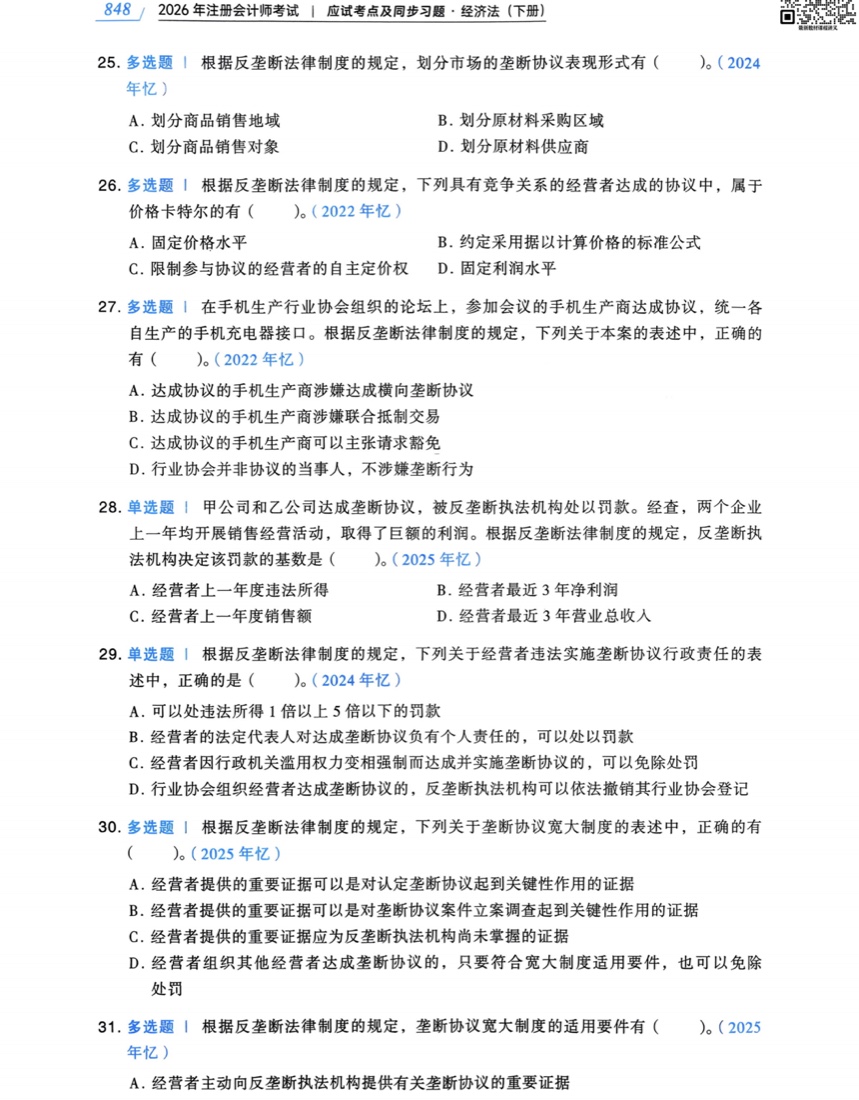 848 2026 年注册会计师考试 | 应试考点及同步习题·经济法（下册）
25. 多选题 | 根据反垄断法律制度的规定，划分市场的垄断协议表现形式有（　　）。（2024
年忆）
A. 划分商品销售地域　B. 划分原材料采购区域
C. 划分商品销售对象　D. 划分原材料供应商
26. 多选题 | 根据反垄断法律制度的规定，下列具有竞争关系的经营者达成的协议中，属于
价格卡特尔的有（　　）。（2022 年忆）
A. 固定价格水平　B. 约定采用据以计算价格的标准公式
C. 限制参与协议的经营者的自主定价权　D. 固定利润水平
27. 多选题 | 在手机生产行业协会组织的论坛上，参加会议的手机生产商达成协议，统一各
自生产的手机充电器接口。根据反垄断法律制度的规定，下列关于本案的表述中，正确的
有（　　）。（2022 年忆）
A. 达成协议的手机生产商涉嫌达成横向垄断协议
B. 达成协议的手机生产商涉嫌联合抵制交易
C. 达成协议的手机生产商可以主张请求豁免
D. 行业协会并非协议的当事人，不涉嫌垄断行为
28. 单选题 | 甲公司和乙公司达成垄断协议，被反垄断执法机构处以罚款。经查，两个企业
上一年均开展销售经营活动，取得了巨额的利润。根据反垄断法律制度的规定，反垄断执
法机构决定该罚款的基数是（　　）。（2025 年忆）
A. 经营者上一年度违法所得　B. 经营者最近 3 年净利润
C. 经营者上一年度销售额　D. 经营者最近 3 年营业总收入
29. 单选题 | 根据反垄断法律制度的规定，下列关于经营者违法实施垄断协议行政责任的表
述中，正确的是（　　）。（2024 年忆）
A. 可以处违法所得 1 倍以上 5 倍以下的罚款
B. 经营者的法定代表人对达成垄断协议负有个人责任的，可以处以罚款
C. 经营者因行政机关滥用权力变相强制而达成并实施垄断协议的，可以免除处罚
D. 行业协会组织经营者达成垄断协议的，反垄断执法机构可以依法撤销其行业协会登记
30. 多选题 | 根据反垄断法律制度的规定，下列关于垄断协议宽大制度的表述中，正确的有
（　　）。（2025 年忆）
A. 经营者提供的重要证据可以是对认定垄断协议起到关键性作用的证据
B. 经营者提供的重要证据可以是对垄断协议案件立案调查起到关键性作用的证据
C. 经营者提供的重要证据应为反垄断执法机构尚未掌握的证据
D. 经营者组织其他经营者达成垄断协议的，只要符合宽大制度适用要件，也可以免除
处罚
31. 多选题 | 根据反垄断法律制度的规定，垄断协议宽大制度的适用要件有（　　）。（2025
年忆）
A. 经营者主动向反垄断执法机构提供有关垄断协议的重要证据